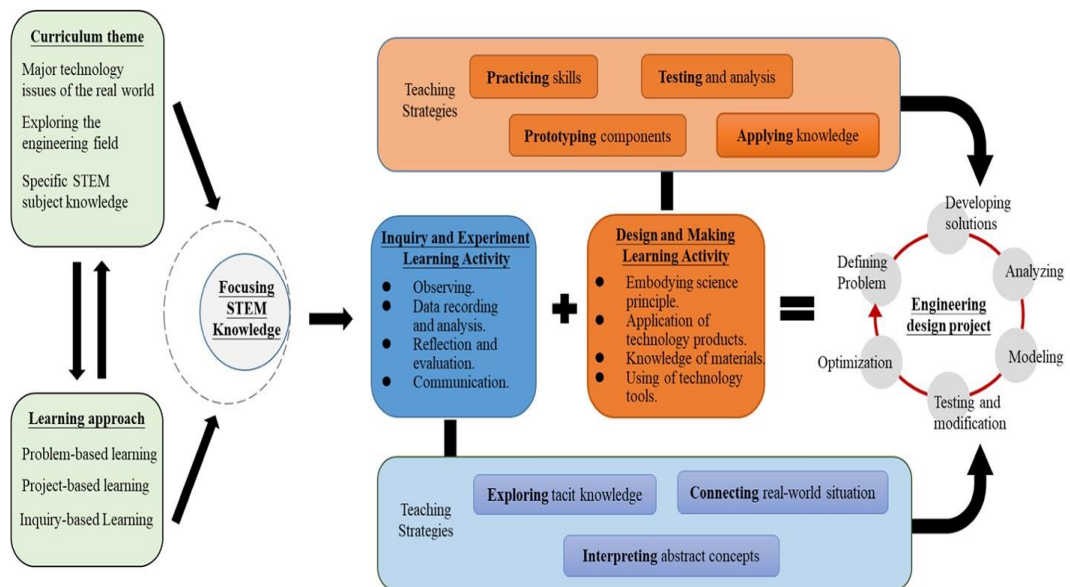 Curriculum theme
Major technology
issues of the real world
Exploring the
engineering field
Specific STEM
subject knowledge
Learning approach
Problem-based learning
Project-based learning
Inquiry-based Learning
Focusing
STEM
Knowledge
Teaching
Strategies
Practicing skills
Testing and analysis
Prototyping components
Applying knowledge
Inquiry and Experiment
Learning Activity
● Observing.
● Data recording
and analysis.
● Reflection and
evaluation.
● Communication.
Design and Making
Learning Activity
● Embodying science
principle.
● Application of
technology products.
● Knowledge of materials.
● Using of technology
tools.
Teaching
Strategies
Exploring tacit knowledge
Connecting real-world situation
Interpreting abstract concepts
Engineering
design project
Defining
Problem
Developing
solutions
Analyzing
Modeling
Testing and
modification
Optimization